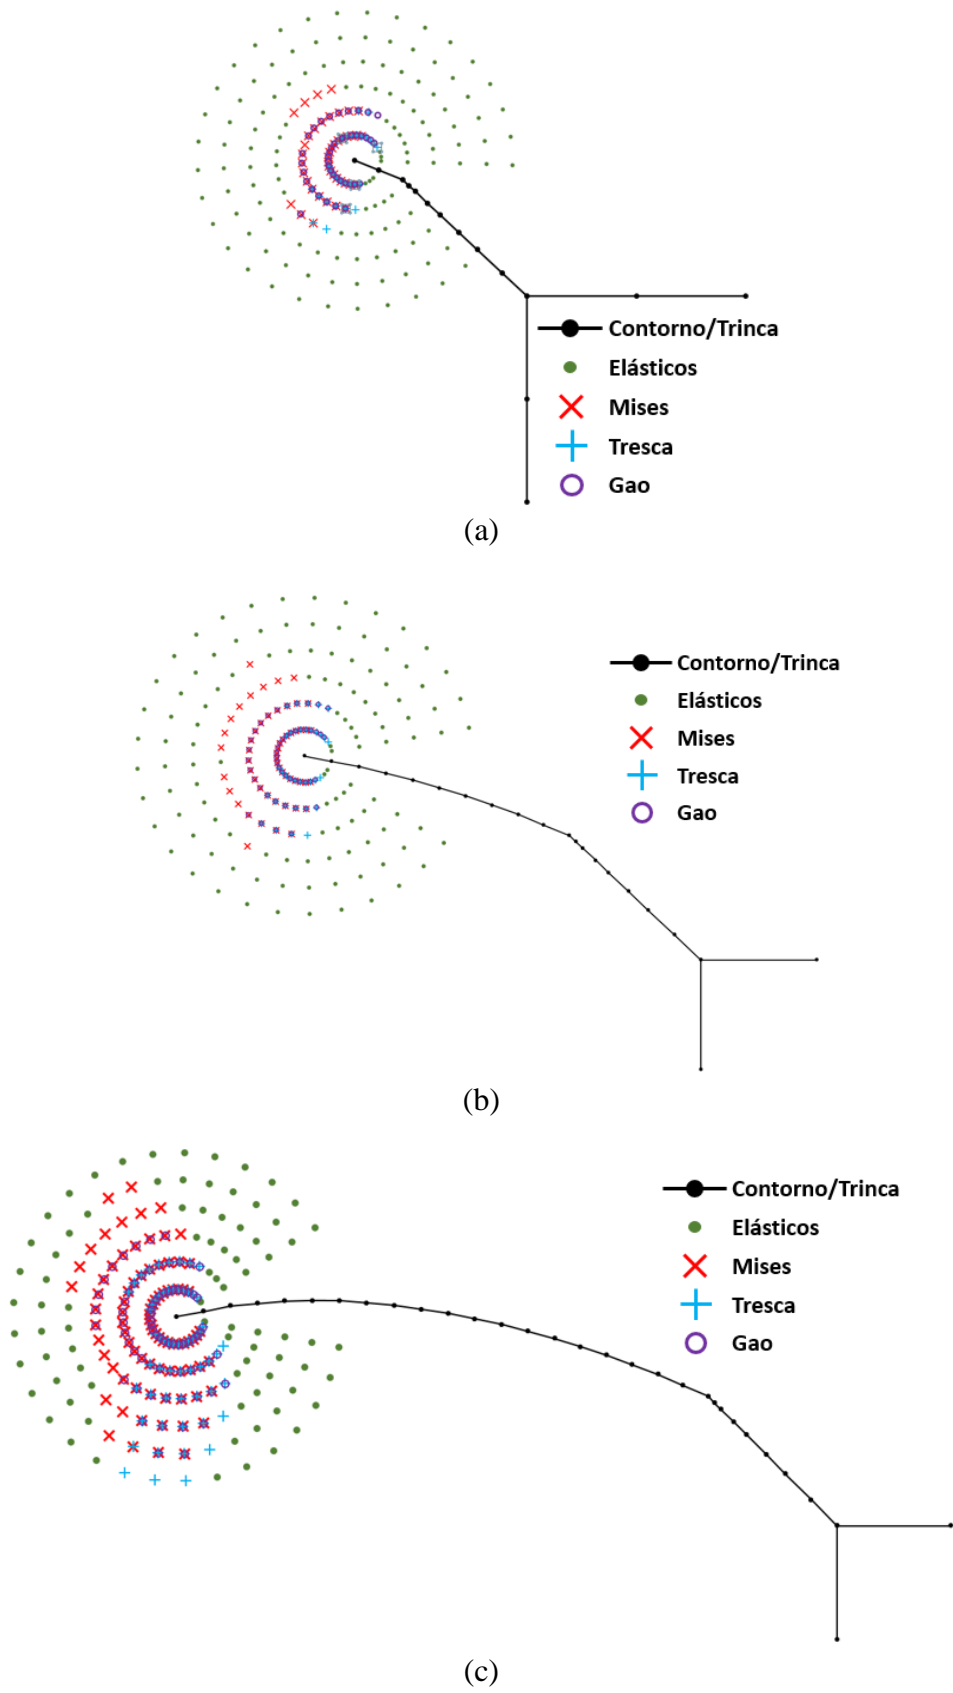 Contorno/Trinca
Elásticos
Mises
Tresca
Gao
(a)
Contorno/Trinca
Elásticos
Mises
Tresca
Gao
(b)
Contorno/Trinca
Elásticos
Mises
Tresca
Gao
(c)